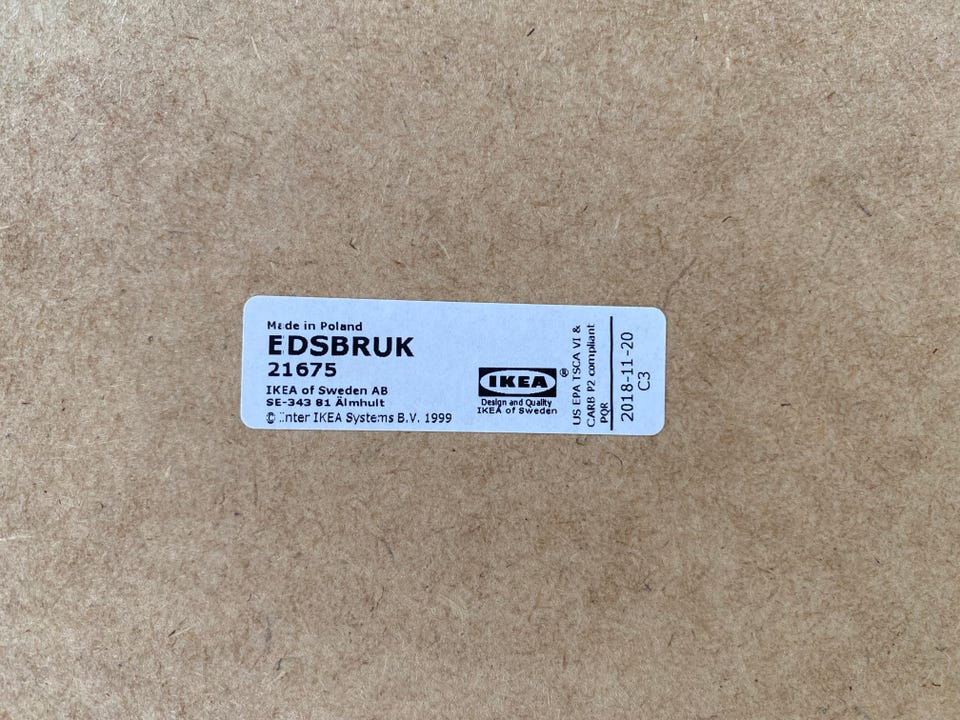 Made in Poland
EDSBRUK
21675
IKEA of Sweden AB
SE-343 81 Älmhult
© Inter IKEA Systems B.V. 1999
IKEA®
Design and Quality
IKEA of Sweden
US EPA TSCA VI &
CARB P2 compliant
PQR
2018-11-20
C3